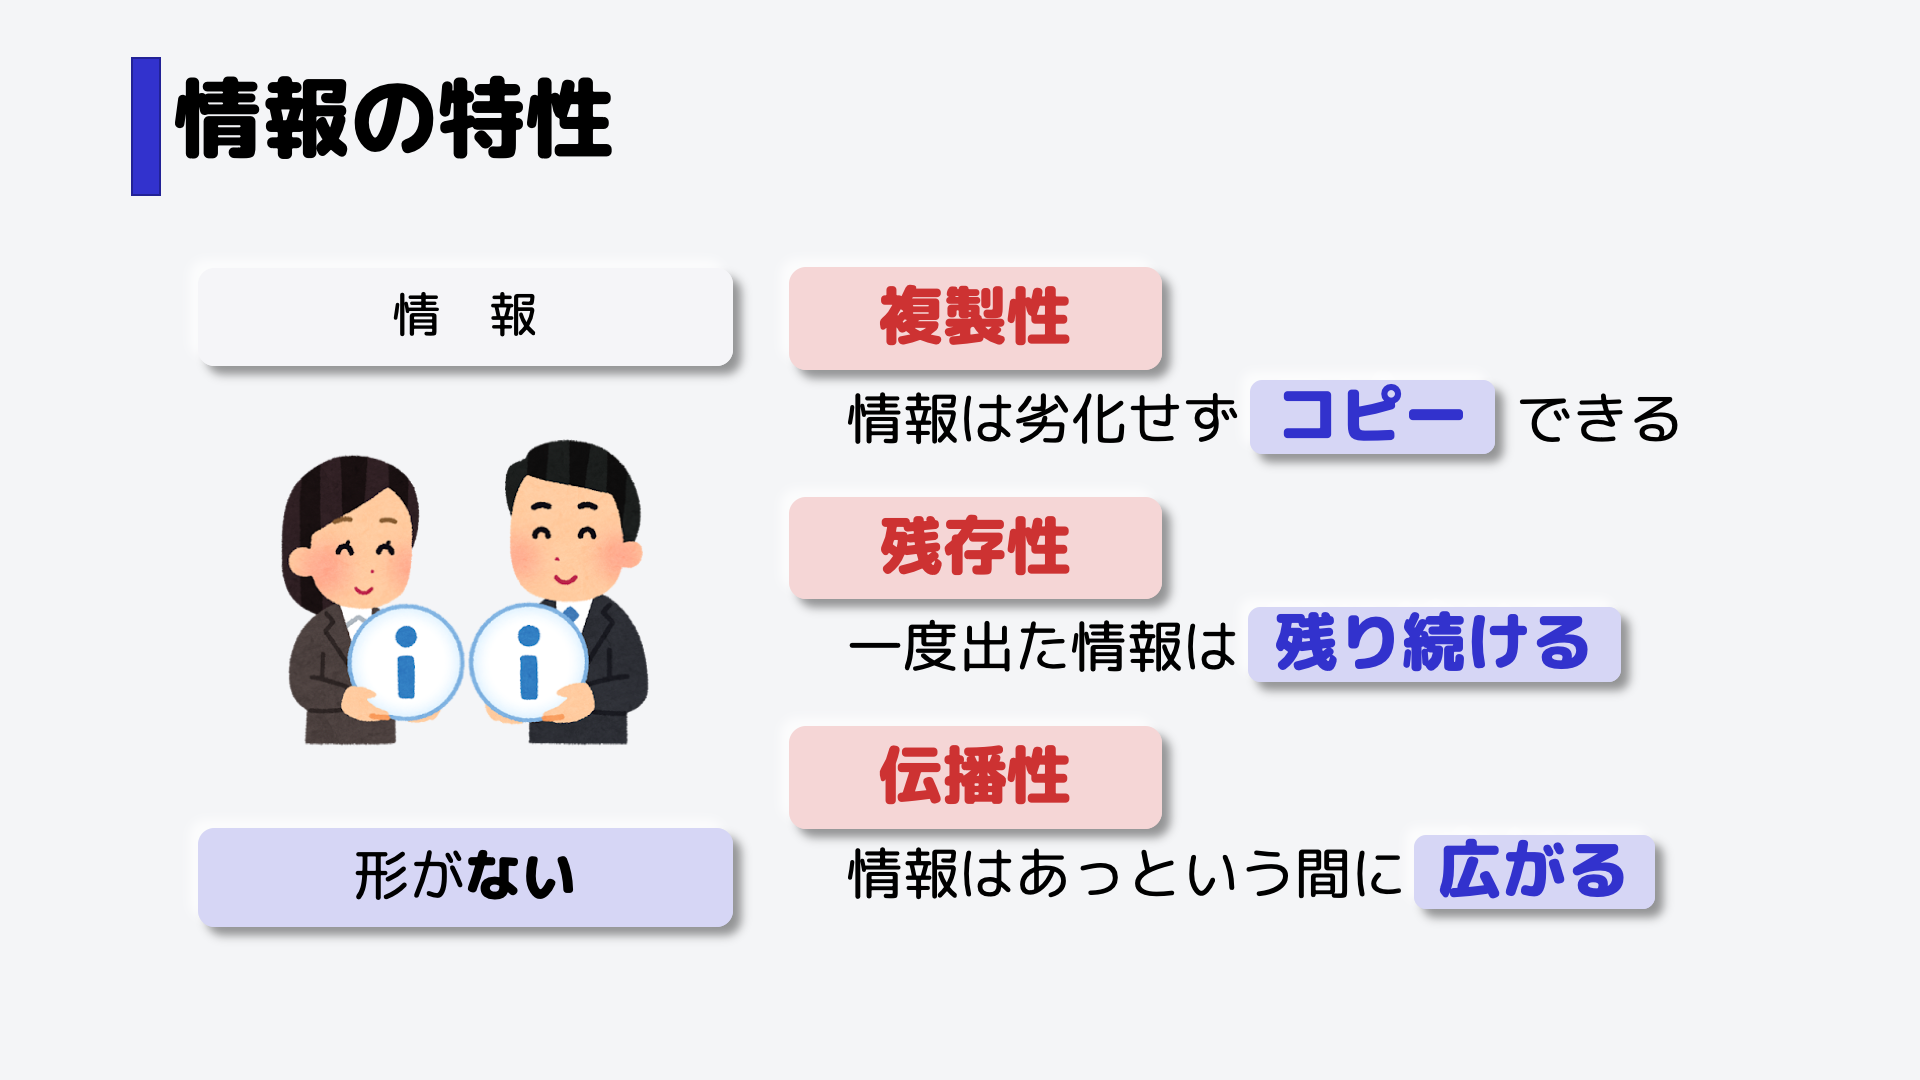 情報の特性
情　報
形がない
複製性
情報は劣化せず コピー できる
残存性
一度出た情報は 残り続ける
伝播性
情報はあっという間に 広がる
i i